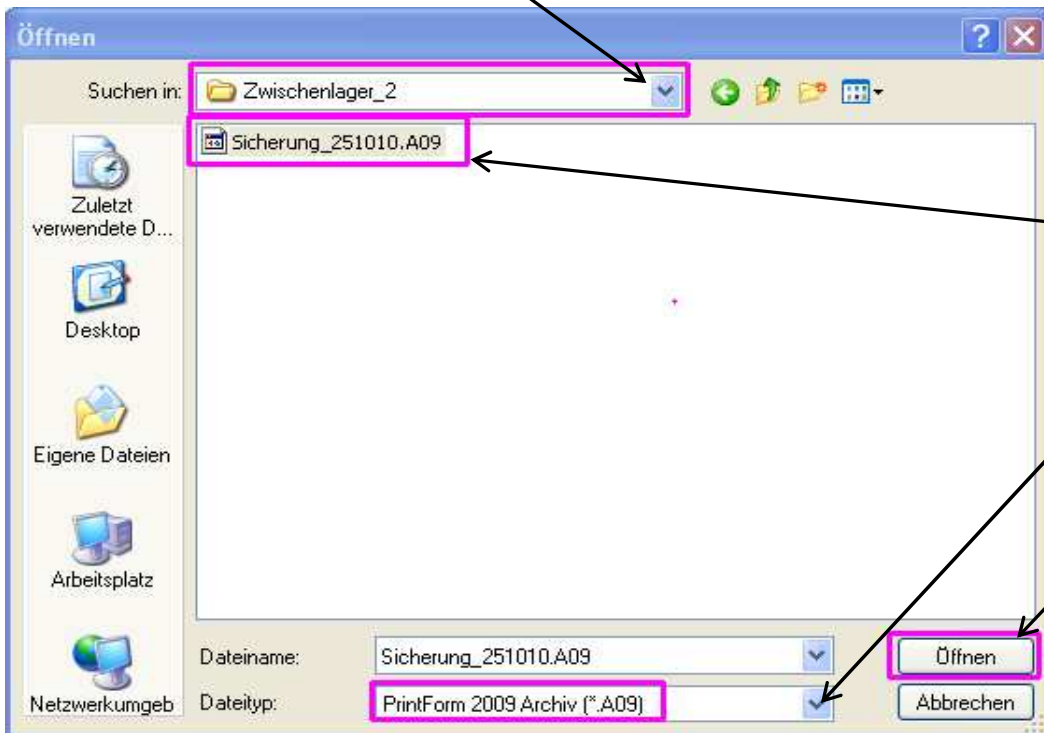 Öffnen
Suchen in: Zwischenlager_2
Sicherung_251010.A09
Zuletzt
verwendete D...
Desktop
Eigene Dateien
Arbeitsplatz
Netzwerkumgeb
Dateiname: Sicherung_251010.A09 Öffnen
Dateityp: PrintForm 2009 Archiv (*.A09) Abbrechen